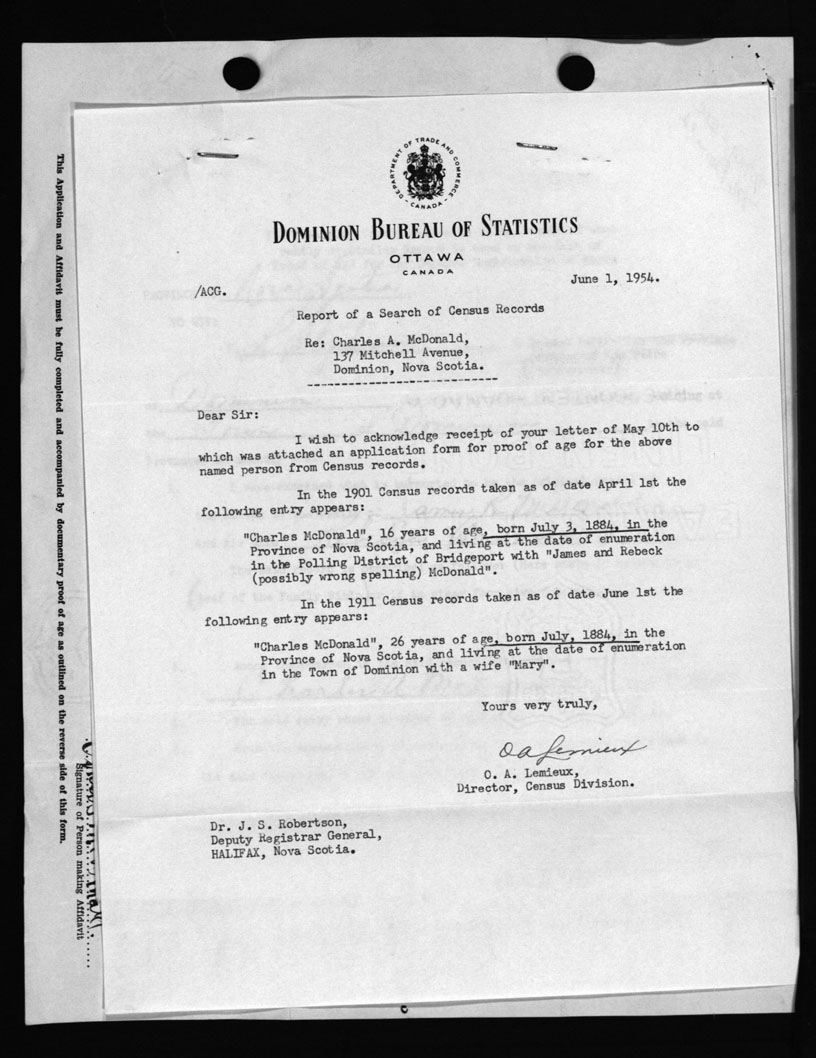 DEPARTMENT OF TRADE AND COMMERCE
- CANADA -
DOMINION BUREAU OF STATISTICS
OTTAWA
CANADA
/ACG.
June 1, 1954.
Report of a Search of Census Records
Re: Charles A. McDonald,
137 Mitchell Avenue,
Dominion, Nova Scotia.
Dear Sir:
I wish to acknowledge receipt of your letter of May 10th to
which was attached an application form for proof of age for the above
named person from Census records.
In the 1901 Census records taken as of date April 1st the
following entry appears:
"Charles McDonald", 16 years of age, born July 3, 1884, in the
Province of Nova Scotia, and living at the date of enumeration
in the Polling District of Bridgeport with "James and Rebeck
(possibly wrong spelling) McDonald".
In the 1911 Census records taken as of date June 1st the
following entry appears:
"Charles McDonald", 26 years of age, born July, 1884, in the
Province of Nova Scotia, and living at the date of enumeration
in the Town of Dominion with a wife "Mary".
Yours very truly,
O A Lemieux
O. A. Lemieux,
Director, Census Division.
Dr. J. S. Robertson,
Deputy Registrar General,
HALIFAX, Nova Scotia.
This Application and Affidavit must be fully completed and accompanied by documentary proof of age as outlined on the reverse side of this form.
Signature of Person making Affidavit